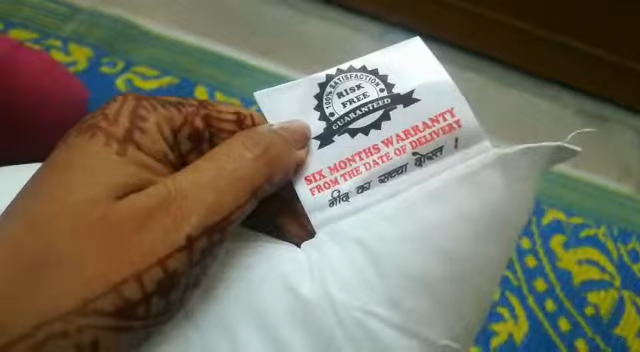 100% SATISFACTION
RISK
FREE
GUARANTEED
SIX MONTHS WARRANTY
FROM THE DATE OF DELIVERY
नींद का सच्चा दोस्त !